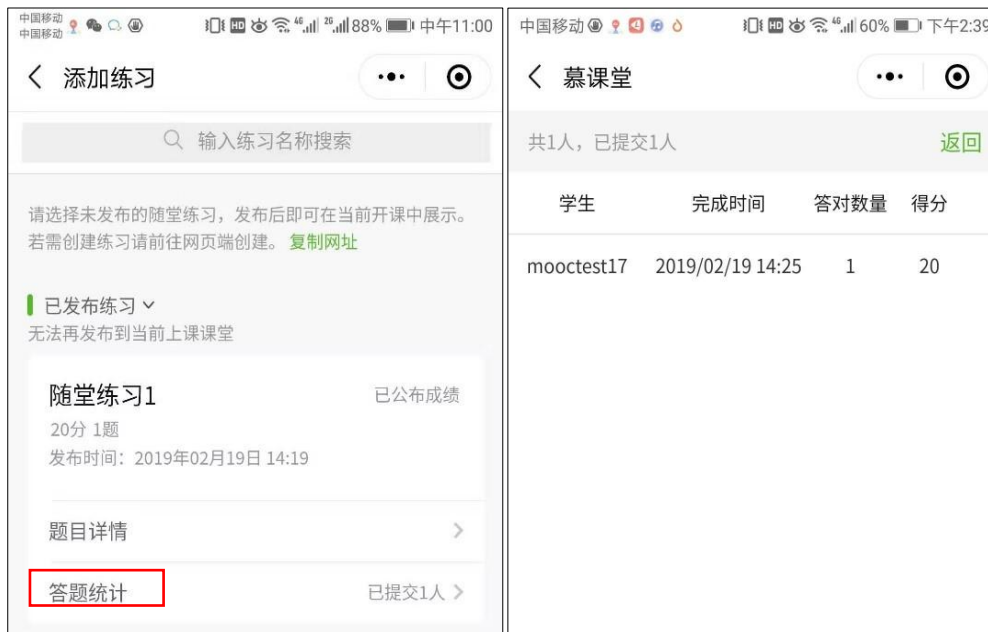 中国移动
中国移动
HD 4G 2G 88% 中午11:00
添加练习
输入练习名称搜索
请选择未发布的随堂练习，发布后即可在当前开课中展示。
若需创建练习请前往网页端创建。 复制网址
已发布练习
无法再发布到当前上课课堂
随堂练习1 已公布成绩
20分 1题
发布时间：2019年02月19日 14:19
题目详情
答题统计 已提交1人
中国移动 HD 4G 60% 下午2:39
慕课堂
共1人，已提交1人 返回
学生 完成时间 答对数量 得分
mooctest17 2019/02/19 14:25 1 20